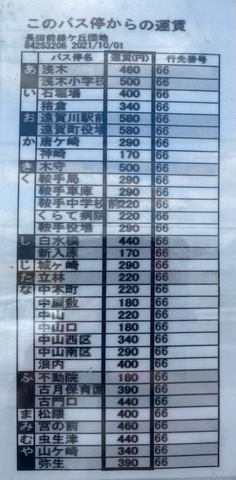 このバス停からの運賃
長田前緑ケ丘団地
84253206 2021/10/01
バス停名 運賃(円) 行先番号
あ 浅木 460 66
浅木小学校 500 66
い 石堀場 400 66
猪倉 340 66
お 遠賀川駅前 580 66
遠賀町役場 580 66
か 唐ケ崎 290 66
神崎 170 66
き 木守 500 66
く 鞍手局 290 66
鞍手車庫 290 66
鞍手中学校前 220 66
くらて病院 220 66
鞍手役場 290 66
し 白水橋 440 66
新入原 170 66
じ 城ケ崎 290 66
だ 立林 220 66
な 中本町 220 66
中屋敷 180 66
中山 220 66
中山口 180 66
中山西区 340 66
中山南区 290 66
浪内 400 66
ふ 不動院 180 66
古月保育園 390 66
古門口 440 66
ま 松隈 400 66
み 宮の前 460 66
む 虫生津 440 66
や 山ケ崎 340 66
弥生 390 66